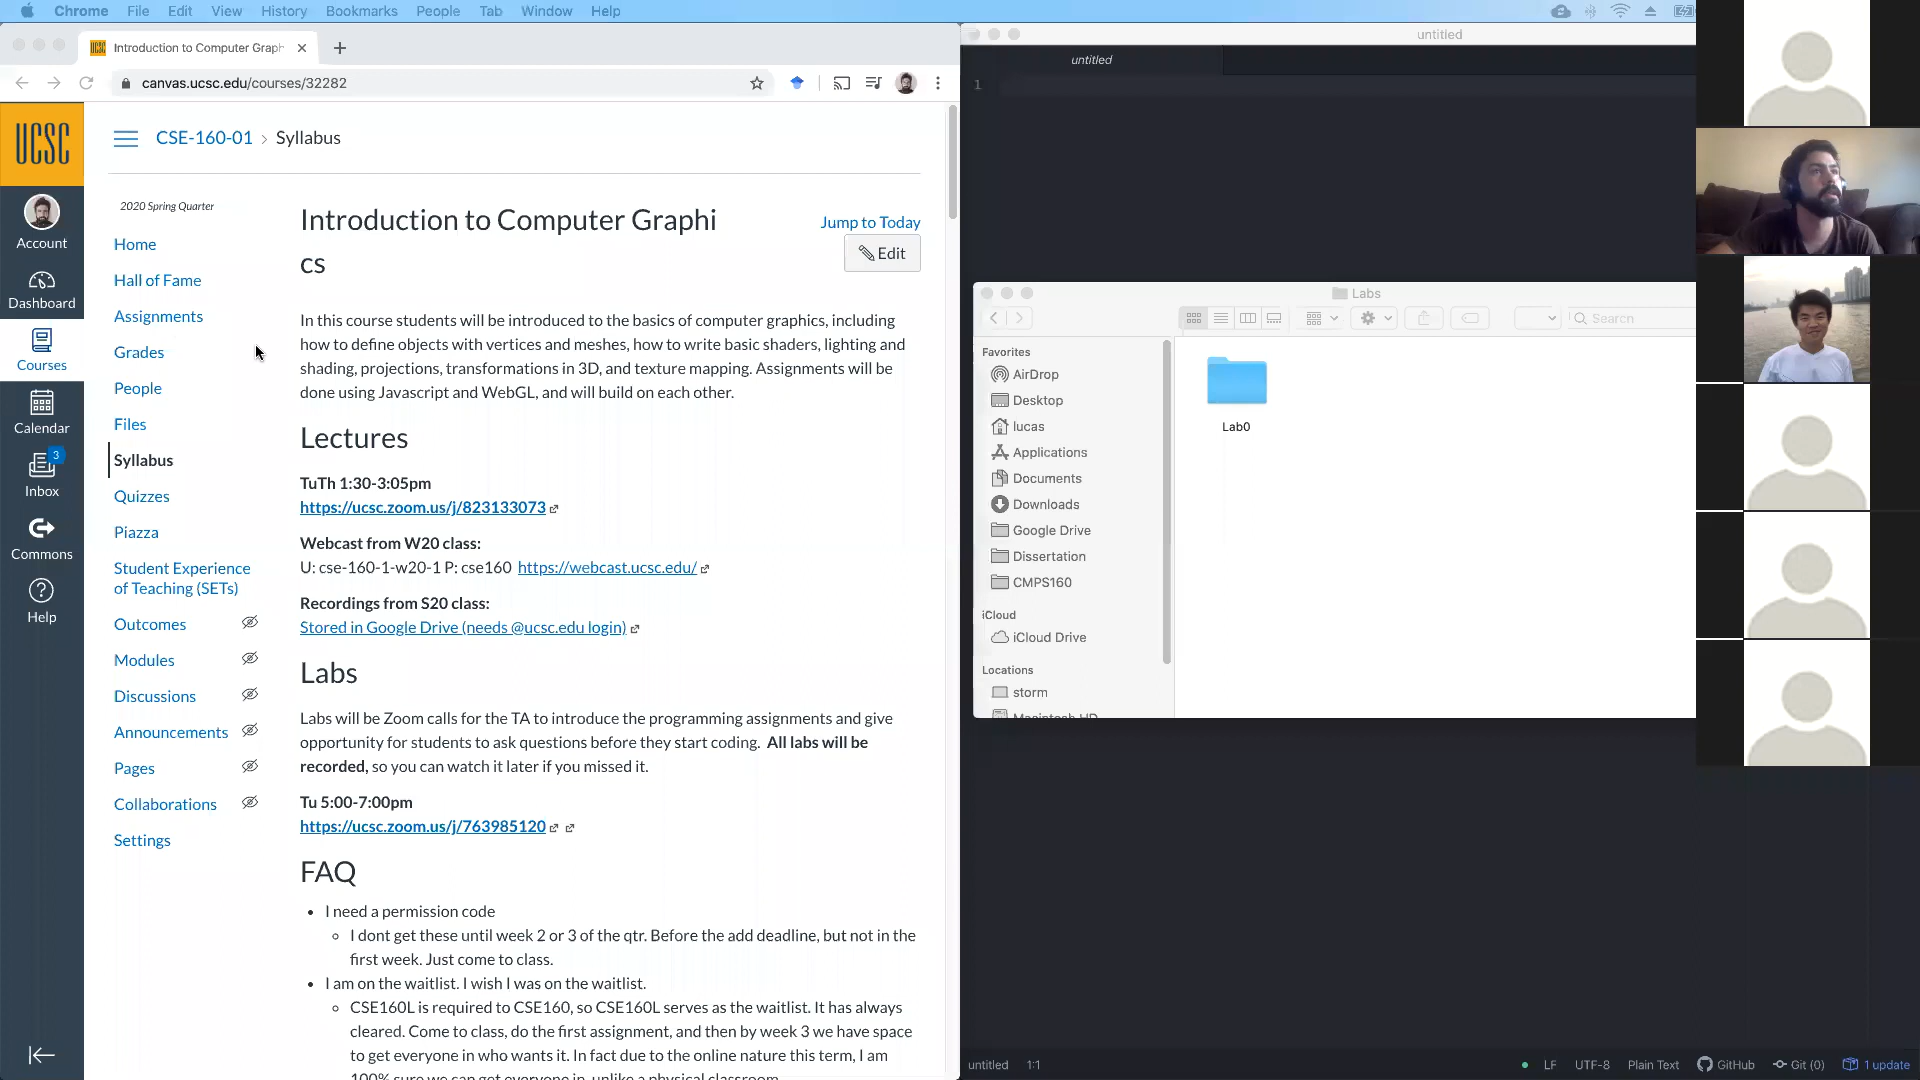 Chrome File Edit View History Bookmarks People Tab Window Help
Introduction to Computer Graph
canvas.ucsc.edu/courses/32282
UCSC
Account
Dashboard
Courses
Calendar
3
Inbox
Commons
Help
CSE-160-01 > Syllabus
2020 Spring Quarter
Home
Hall of Fame
Assignments
Grades
People
Files
Syllabus
Quizzes
Piazza
Student Experience
of Teaching (SETs)
Outcomes
Modules
Discussions
Announcements
Pages
Collaborations
Settings
Introduction to Computer Graphi
cs
Jump to Today
Edit
In this course students will be introduced to the basics of computer graphics, including
how to define objects with vertices and meshes, how to write basic shaders, lighting and
shading, projections, transformations in 3D, and texture mapping. Assignments will be
done using Javascript and WebGL, and will build on each other.
Lectures
TuTh 1:30-3:05pm
https://ucsc.zoom.us/j/823133073
Webcast from W20 class:
U: cse-160-1-w20-1 P: cse160 https://webcast.ucsc.edu/
Recordings from S20 class:
Stored in Google Drive (needs @ucsc.edu login)
Labs
Labs will be Zoom calls for the TA to introduce the programming assignments and give
opportunity for students to ask questions before they start coding. All labs will be
recorded, so you can watch it later if you missed it.
Tu 5:00-7:00pm
https://ucsc.zoom.us/j/763985120
FAQ
• I need a permission code
◦ I dont get these until week 2 or 3 of the qtr. Before the add deadline, but not in the
first week. Just come to class.
• I am on the waitlist. I wish I was on the waitlist.
◦ CSE160L is required to CSE160, so CSE160L serves as the waitlist. It has always
cleared. Come to class, do the first assignment, and then by week 3 we have space
to get everyone in who wants it. In fact due to the online nature this term, I am
100% sure we can get everyone in, unlike a physical classroom.
untitled
untitled
1
Labs
Search
Favorites
AirDrop
Desktop
lucas
Applications
Documents
Downloads
Google Drive
Dissertation
CMPS160
iCloud
iCloud Drive
Locations
storm
Macintosh HD
Lab0
untitled 1:1 LF UTF-8 Plain Text GitHub Git (0) 1 update